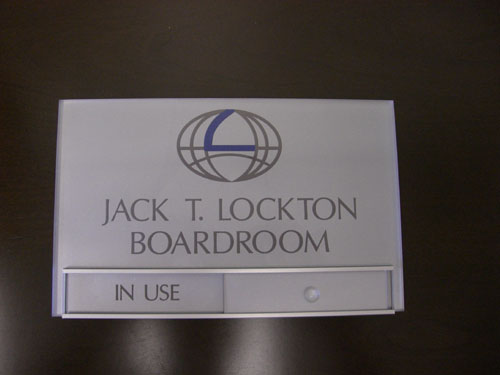 JACK T. LOCKTON
BOARDROOM
IN USE